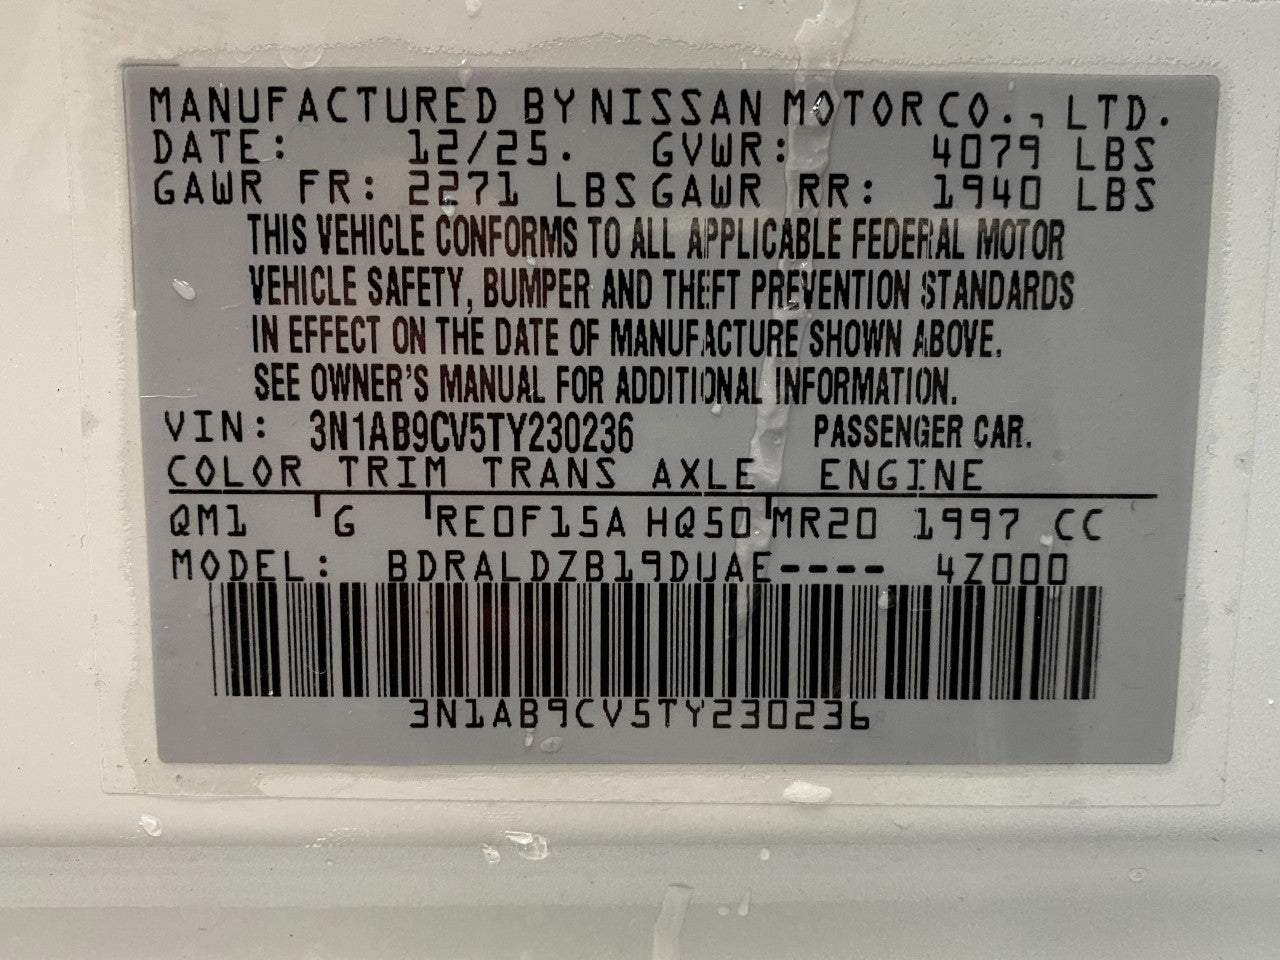 MANUFACTURED BY NISSAN MOTOR CO., LTD.
DATE: 12/25. GVWR: 4079 LBS
GAWR FR: 2271 LBS GAWR RR: 1940 LBS
THIS VEHICLE CONFORMS TO ALL APPLICABLE FEDERAL MOTOR
VEHICLE SAFETY, BUMPER AND THEFT PREVENTION STANDARDS
IN EFFECT ON THE DATE OF MANUFACTURE SHOWN ABOVE.
SEE OWNER'S MANUAL FOR ADDITIONAL INFORMATION.
VIN: 3N1AB9CV5TY230236 PASSENGER CAR.
COLOR TRIM TRANS AXLE ENGINE
QM1 G RE0F15A HQ50 MR20 1997 CC
MODEL: BDRALDZB19DUAE---- 4Z000
3N1AB9CV5TY230236